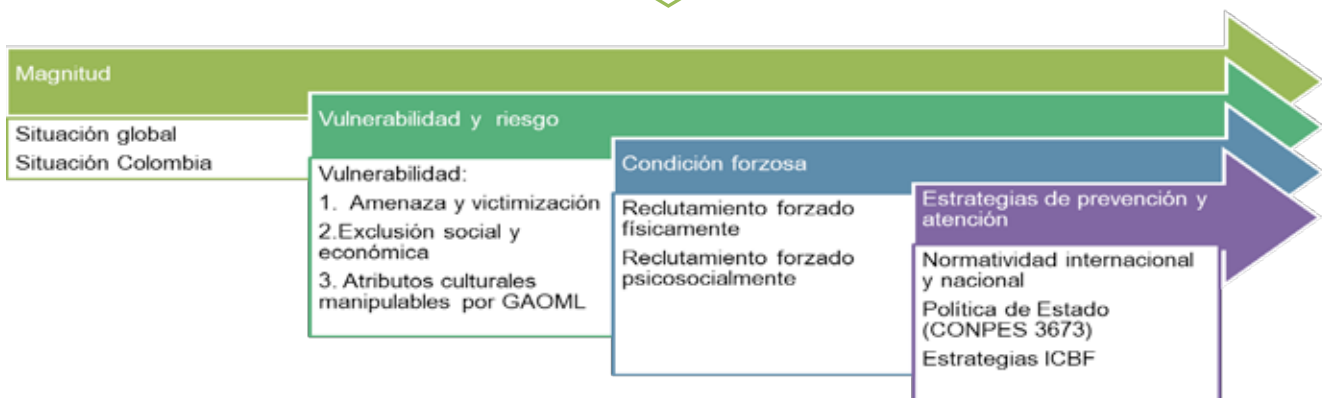 Magnitud
Situación global
Situación Colombia
Vulnerabilidad y riesgo
Vulnerabilidad:
1. Amenaza y victimización
2.Exclusión social y
económica
3. Atributos culturales
manipulables por GAOML
Condición forzosa
Reclutamiento forzado
físicamente
Reclutamiento forzado
psicosocialmente
Estrategias de prevención y
atención
Normatividad internacional
y nacional
Política de Estado
(CONPES 3673)
Estrategias ICBF